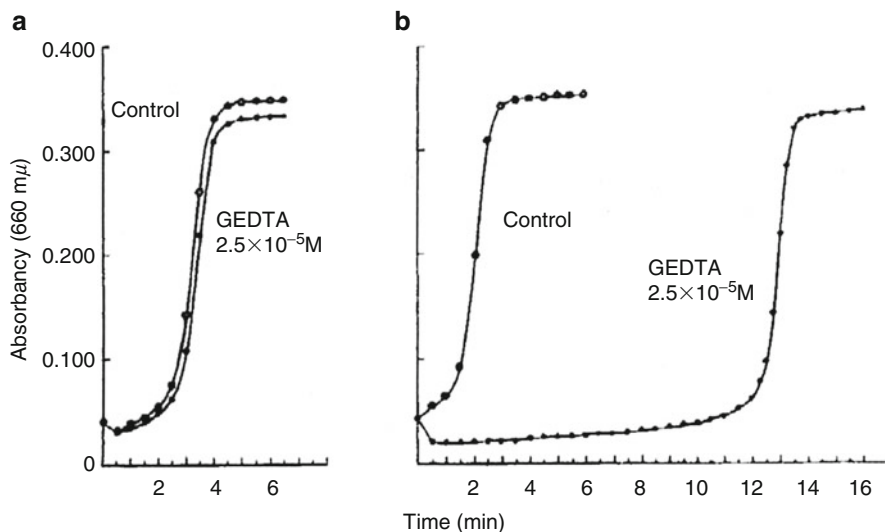 a
b
0.400
0.300
0.200
0.100
0
Absorbancy (660 mμ)
Control
GEDTA
2.5×10⁻⁵M
Control
GEDTA
2.5×10⁻⁵M
2 4 6
2 4 6 8 10 12 14 16
Time (min)